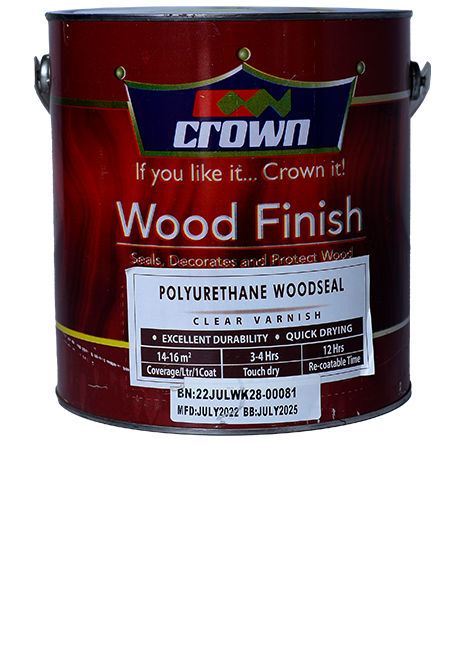 crown
If you like it... Crown it!
Wood Finish
Seals, Decorates and Protect Wood
POLYURETHANE WOODSEAL
CLEAR VARNISH
• EXCELLENT DURABILITY • QUICK DRYING
14-16 m² 3-4 Hrs 12 Hrs
Coverage/Ltr/1Coat Touch dry Re-coatable Time
BN:22JULWK28-00081
MFD:JULY2022 BB:JULY2025